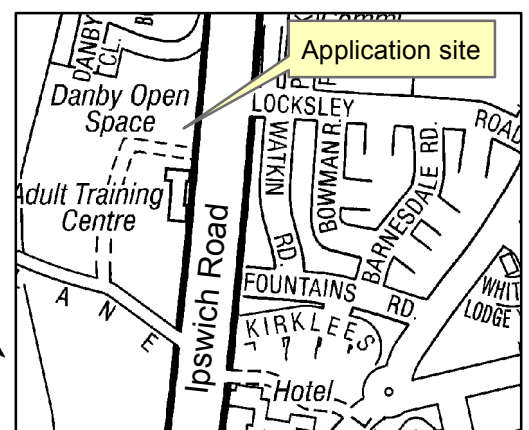 Application site
DANBY
CL.
Danby Open
Space
LOCKSLEY
ROAD
WATKIN
RD
BOWMAN R.
BARNESDALE RD.
Adult Training
Centre
Ipswich Road
FOUNTAINS
RD.
WHIT
LODGE
A N E
KIRKLEES
Hotel